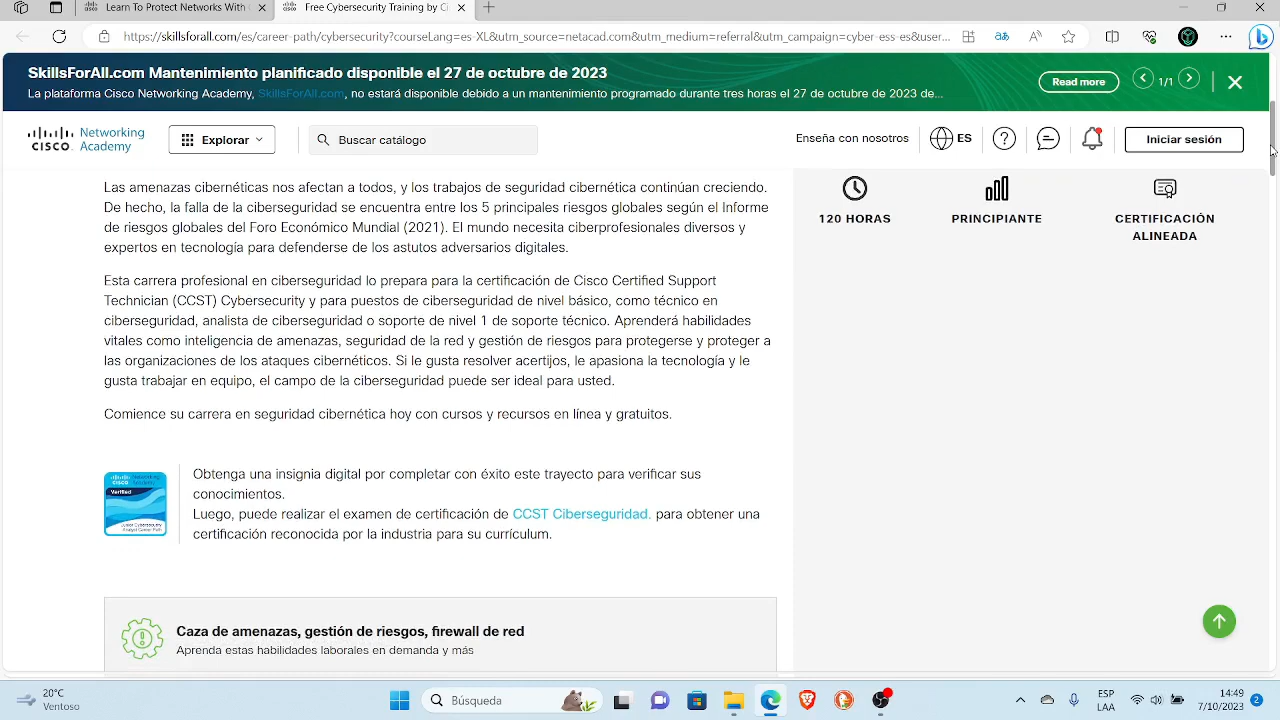 Learn To Protect Networks With
Free Cybersecurity Training by Ci
https://skillsforall.com/es/career-path/cybersecurity?courseLang=es-XL&utm_source=netacad.com&utm_medium=referral&utm_campaign=cyber-ess-es&user...
SkillsForAll.com Mantenimiento planificado disponible el 27 de octubre de 2023
La plataforma Cisco Networking Academy, SkillsForAll.com, no estará disponible debido a un mantenimiento programado durante tres horas el 27 de octubre de 2023 de...
Read more
1/1
CISCO
Networking
Academy
Explorar
Buscar catálogo
Enseña con nosotros
ES
Iniciar sesión
Las amenazas cibernéticas nos afectan a todos, y los trabajos de seguridad cibernética continúan creciendo.
De hecho, la falla de la ciberseguridad se encuentra entre los 5 principales riesgos globales según el Informe
de riesgos globales del Foro Económico Mundial (2021). El mundo necesita ciberprofesionales diversos y
expertos en tecnología para defenderse de los astutos adversarios digitales.
Esta carrera profesional en ciberseguridad lo prepara para la certificación de Cisco Certified Support
Technician (CCST) Cybersecurity y para puestos de ciberseguridad de nivel básico, como técnico en
ciberseguridad, analista de ciberseguridad o soporte de nivel 1 de soporte técnico. Aprenderá habilidades
vitales como inteligencia de amenazas, seguridad de la red y gestión de riesgos para protegerse y proteger a
las organizaciones de los ataques cibernéticos. Si le gusta resolver acertijos, le apasiona la tecnología y le
gusta trabajar en equipo, el campo de la ciberseguridad puede ser ideal para usted.
Comience su carrera en seguridad cibernética hoy con cursos y recursos en línea y gratuitos.
120 HORAS
PRINCIPIANTE
CERTIFICACIÓN
ALINEADA
CISCO
Verified
Junior Cybersecurity
Analyst Career Path
Obtenga una insignia digital por completar con éxito este trayecto para verificar sus
conocimientos.
Luego, puede realizar el examen de certificación de CCST Ciberseguridad. para obtener una
certificación reconocida por la industria para su currículum.
Caza de amenazas, gestión de riesgos, firewall de red
Aprenda estas habilidades laborales en demanda y más
20°C
Ventoso
Búsqueda
ESP
LAA
14:49
7/10/2023
2